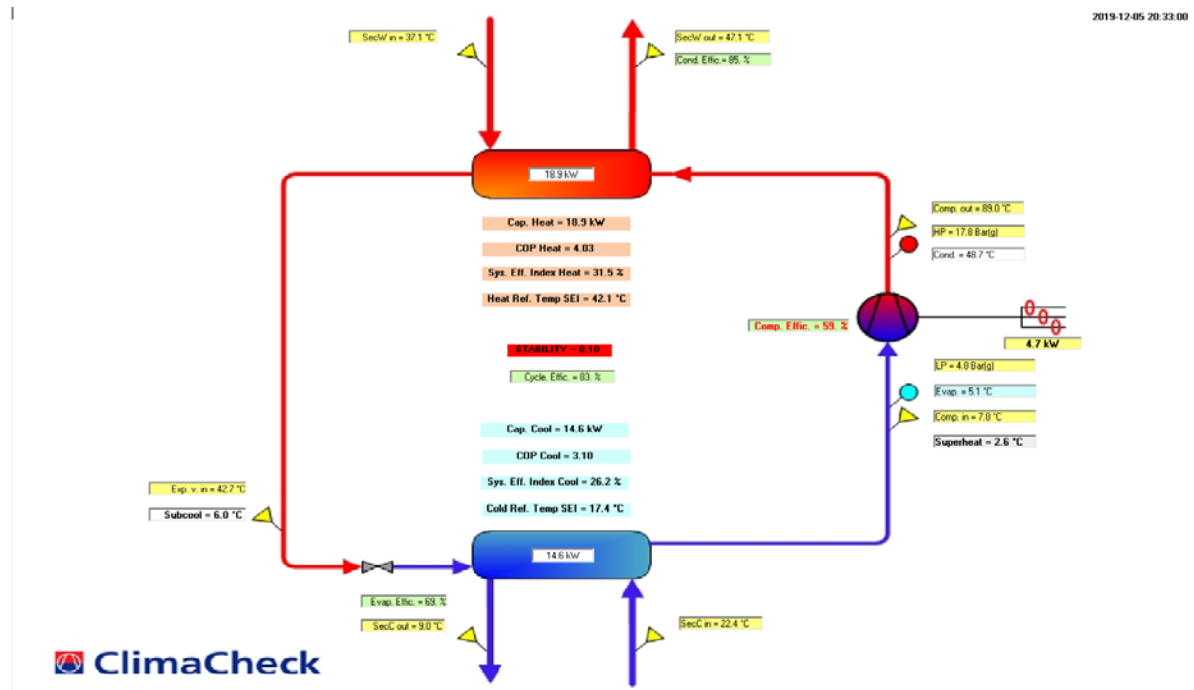 2019-12-05 20:33:00
SecW in = 37.1 °C
SecW out = 47.1 °C
Cond. Effic.= 85. %
18.9 kW
Cap. Heat = 18.9 kW
COP Heat = 4.03
Sys. Eff. Index Heat = 31.5 %
Heat Ref. Temp SEI = 42.1 °C
Comp. out = 89.0 °C
HP = 17.8 Bar(g)
Cond. = 48.7 °C
Comp. Effic. = 59. %
4.7 kW
STABILITY = 0.10
Cycle. Effic. = 83. %
LP = 4.8 Bar(g)
Evap. = 5.1 °C
Comp. in = 7.8 °C
Superheat = 2.6 °C
Cap. Cool = 14.6 kW
COP Cool = 3.10
Sys. Eff. Index Cool = 26.2 %
Cold Ref. Temp SEI = 17.4 °C
Exp. v. in = 42.7 °C
Subcool = 6.0 °C
14.6 kW
Evap. Effic. = 69. %
SecC out = 9.0 °C
SecC in = 22.4 °C
ClimaCheck